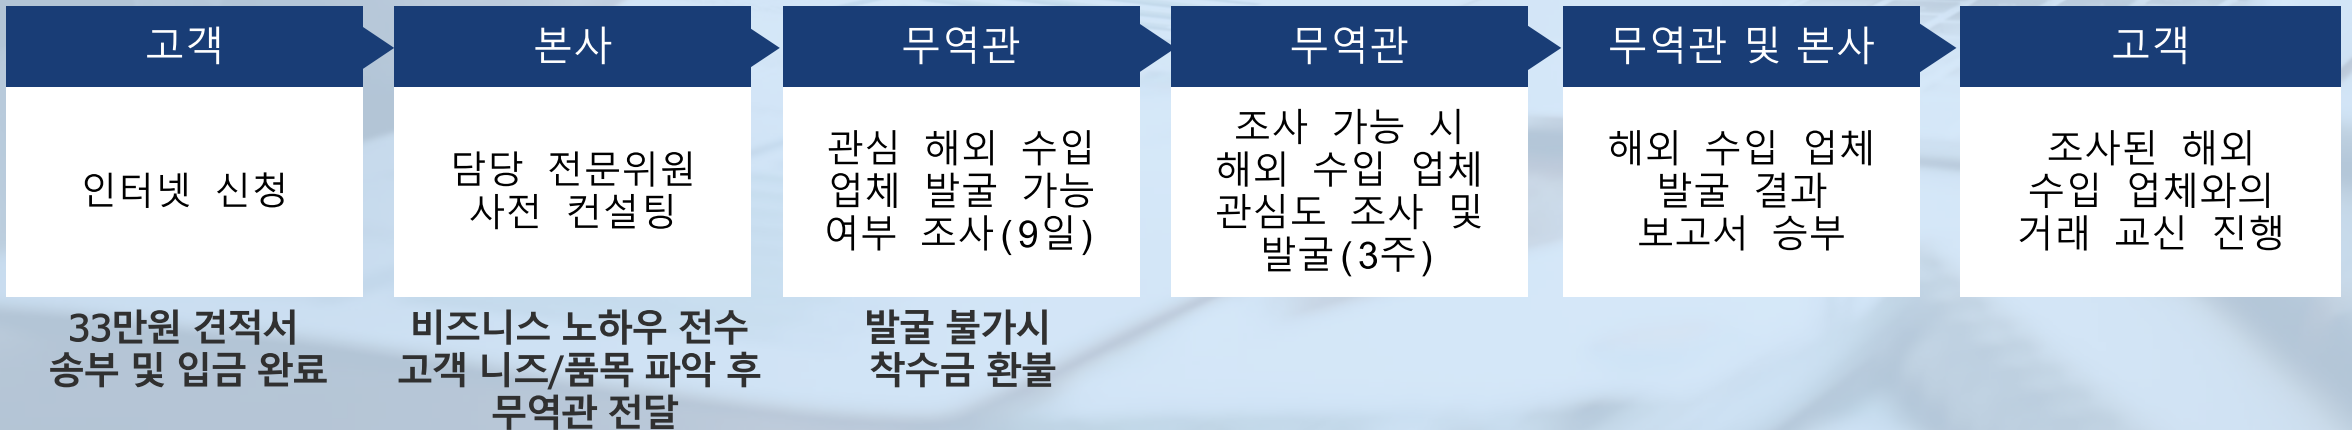 고객
인터넷 신청
33만원 견적서
송부 및 입금 완료
본사
담당 전문위원
사전 컨설팅
비즈니스 노하우 전수
고객 니즈/품목 파악 후
무역관 전달
무역관
관심 해외 수입
업체 발굴 가능
여부 조사(9일)
발굴 불가시
착수금 환불
무역관
조사 가능 시
해외 수입 업체
관심도 조사 및
발굴(3주)
무역관 및 본사
해외 수입 업체
발굴 결과
보고서 승부
고객
조사된 해외
수입 업체와의
거래 교신 진행